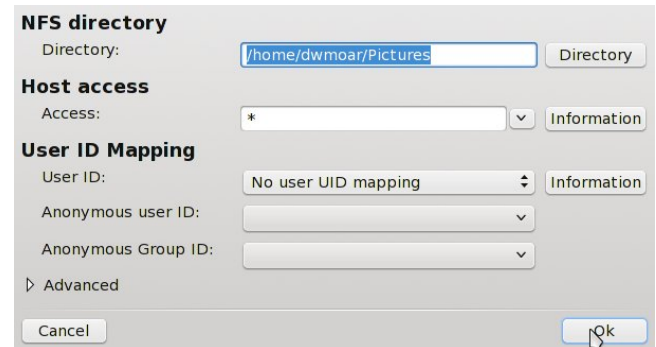 NFS directory
Directory: /home/dwmoar/Pictures Directory
Host access
Access: * Information
User ID Mapping
User ID: No user UID mapping Information
Anonymous user ID:
Anonymous Group ID:
Advanced
Cancel Ok